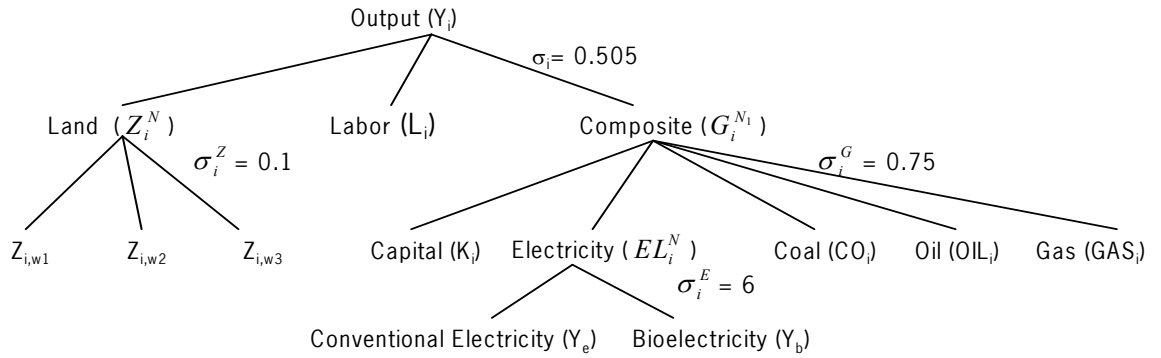 Output (Yᵢ)
σᵢ= 0.505
Land ( Zᵢᴺ )
Labor (Lᵢ)
Composite ( Gᵢᴺ¹ )
σᵢᶻ = 0.1
σᵢᴳ = 0.75
Zᵢ,w1
Zᵢ,w2
Zᵢ,w3
Capital (Kᵢ)
Electricity ( ELᵢᴺ )
Coal (COᵢ)
Oil (OILᵢ)
Gas (GASᵢ)
σᵢᴱ = 6
Conventional Electricity (Yₑ)
Bioelectricity (Y_b)